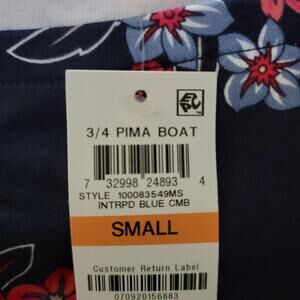 3/4 PIMA BOAT
7 32998 24893 4
STYLE 100083549MS
INTRPD BLUE CMB
SMALL
Customer Return Label
070920156683